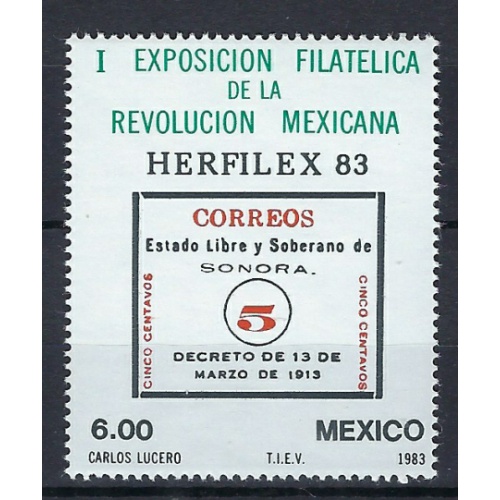 I EXPOSICION FILATELICA
DE LA
REVOLUCION MEXICANA
HERFILEX 83
CORREOS
Estado Libre y Soberano de
SONORA.
CINCO CENTAVOS
5
CINCO CENTAVOS
DECRETO DE 13 DE
MARZO DE 1913
6.00 MEXICO
CARLOS LUCERO T.I.E.V. 1983